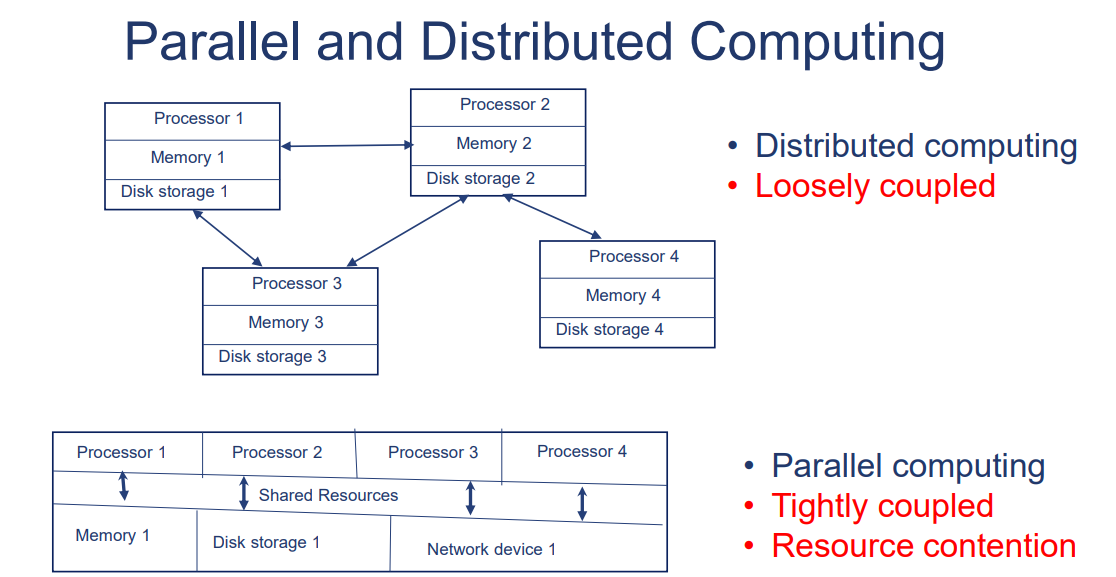 Parallel and Distributed Computing
Processor 1
Memory 1
Disk storage 1
Processor 2
Memory 2
Disk storage 2
Processor 3
Memory 3
Disk storage 3
Processor 4
Memory 4
Disk storage 4
• Distributed computing
• Loosely coupled
Processor 1
Processor 2
Processor 3
Processor 4
Shared Resources
Memory 1
Disk storage 1
Network device 1
• Parallel computing
• Tightly coupled
• Resource contention